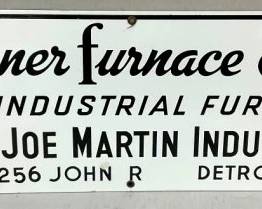 ner furnace
INDUSTRIAL FUR
JOE MARTIN INDU
256 JOHN R DETRO